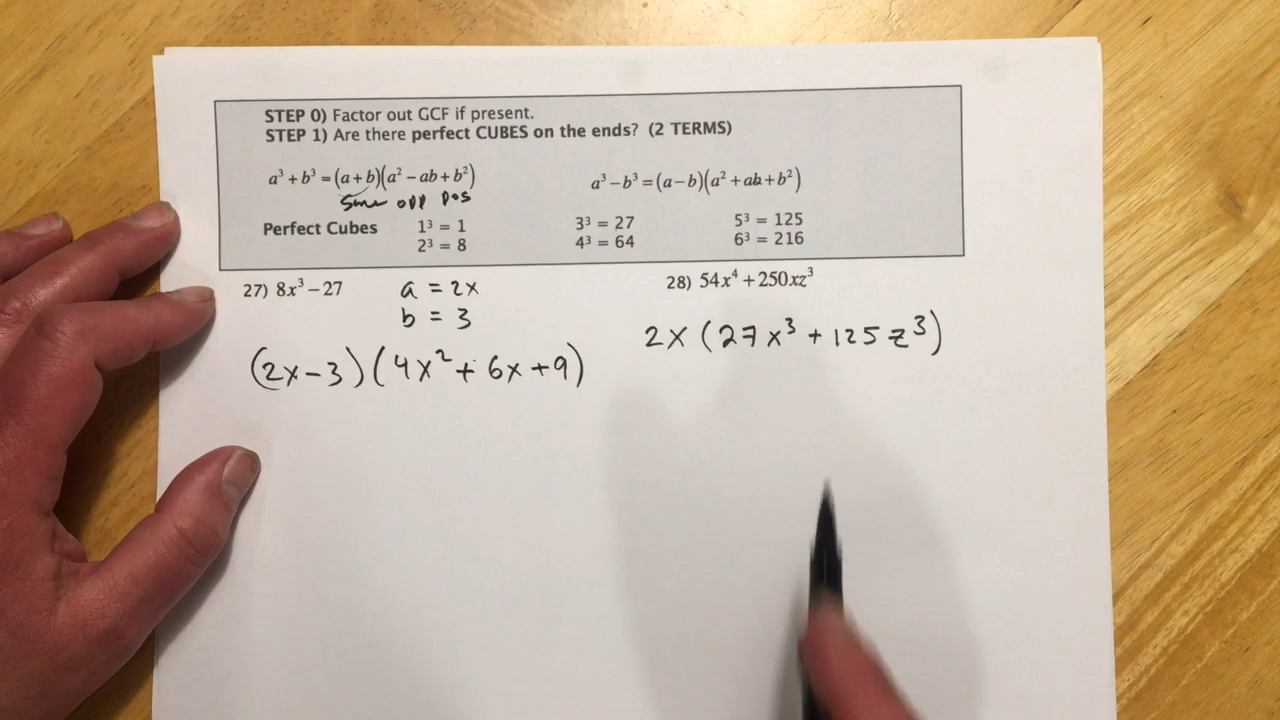 STEP 0) Factor out GCF if present.
STEP 1) Are there perfect CUBES on the ends? (2 TERMS)
a³ + b³ = (a + b)(a² − ab + b²)
a³ − b³ = (a − b)(a² + ab + b²)
Same opp pos
Perfect Cubes 1³ = 1 3³ = 27 5³ = 125
2³ = 8 4³ = 64 6³ = 216
27) 8x³ − 27
a = 2x
b = 3
(2x − 3)(4x² + 6x + 9)
28) 54x⁴ + 250xz³
2x (27x³ + 125z³)